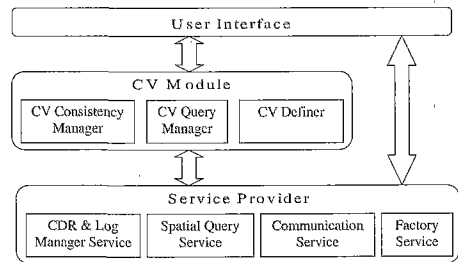 User Interface
CV Module
CV Consistency
Manager
CV Query
Manager
CV Definer
Service Provider
CDR & Log
Manager Service
Spatial Query
Service
Communication
Service
Factory
Service